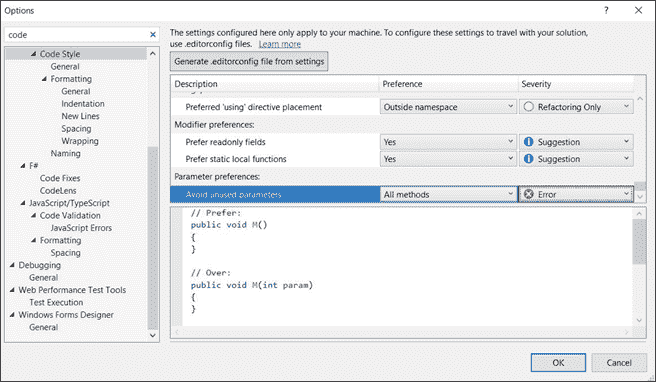 Options
?
code
Code Style
General
Formatting
General
Indentation
New Lines
Spacing
Wrapping
Naming
F#
Code Fixes
CodeLens
JavaScript/TypeScript
Code Validation
JavaScript Errors
Formatting
Spacing
Debugging
General
Web Performance Test Tools
Test Execution
Windows Forms Designer
General
The settings configured here only apply to your machine. To configure these settings to travel with your solution,
use .editorconfig files. Learn more
Generate .editorconfig file from settings
Description Preference Severity
Preferred 'using' directive placement Outside namespace Refactoring Only
Modifier preferences:
Prefer readonly fields Yes Suggestion
Prefer static local functions Yes Suggestion
Parameter preferences:
Avoid unused parameters All methods Error
// Prefer:
public void M()
{
}
// Over:
public void M(int param)
{
}
OK Cancel